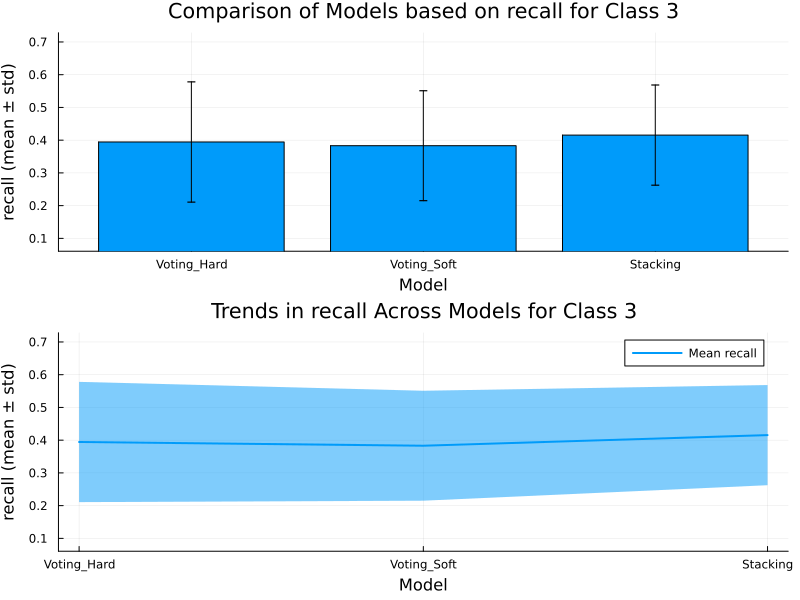 Comparison of Models based on recall for Class 3
recall (mean ± std)
0.7
0.6
0.5
0.4
0.3
0.2
0.1
Voting_Hard Voting_Soft Stacking
Model
Trends in recall Across Models for Class 3
recall (mean ± std)
0.7
0.6
0.5
0.4
0.3
0.2
0.1
Mean recall
Voting_Hard Voting_Soft Stacking
Model